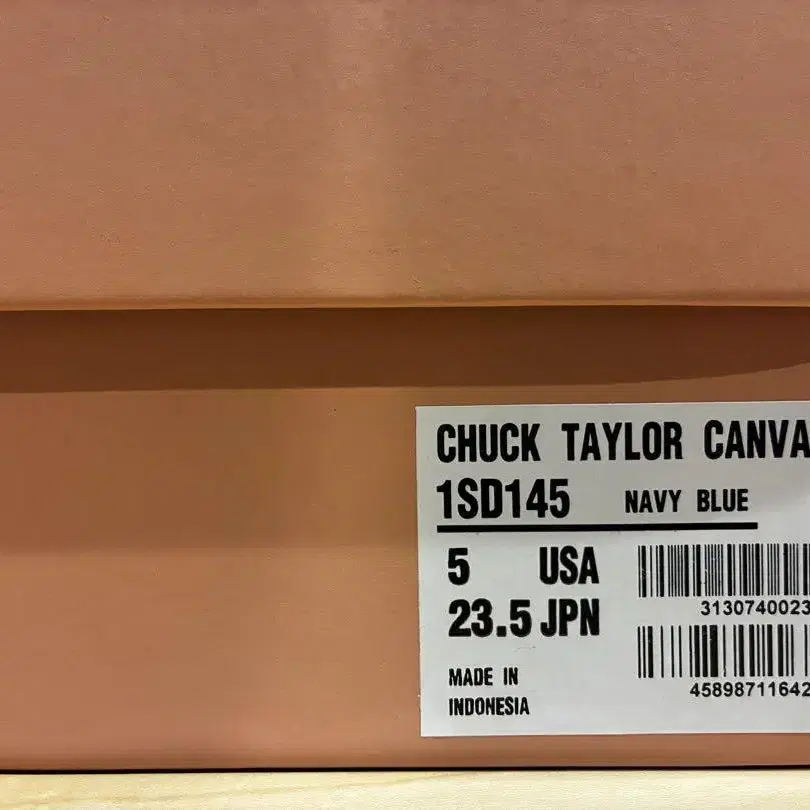 CHUCK TAYLOR CANVA
1SD145 NAVY BLUE
5 USA
23.5 JPN
3130740023
45898711642
MADE IN
INDONESIA